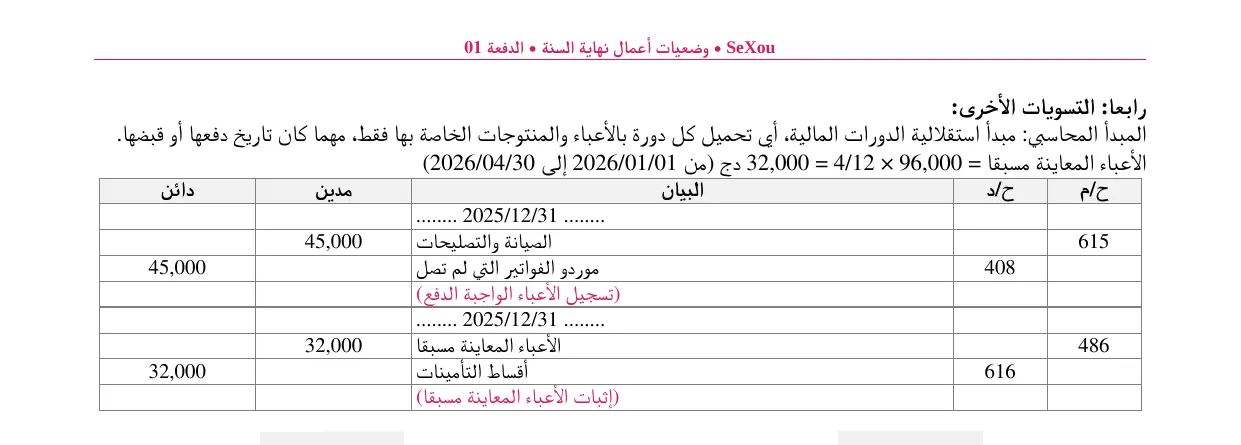 SeXou • وضعيات أعمال نهاية السنة • الدفعة 01
رابعا: التسويات الأخرى:
المبدأ المحاسبي: مبدأ استقلالية الدورات المالية، أي تحميل كل دورة بالأعباء والمنتوجات الخاصة بها فقط، مهما كان تاريخ دفعها أو قبضها.
الأعباء المعاينة مسبقا = 96,000 × 4/12 = 32,000 دج (من 2026/01/01 إلى 2026/04/30)
ح/م ح/د البيان مدين دائن
........ 2025/12/31 ........
615 الصيانة والتصليحات 45,000
408 موردو الفواتير التي لم تصل 45,000
(تسجيل الأعباء الواجبة الدفع)
........ 2025/12/31 ........
486 الأعباء المعاينة مسبقا 32,000
616 أقساط التأمينات 32,000
(إثبات الأعباء المعاينة مسبقا)